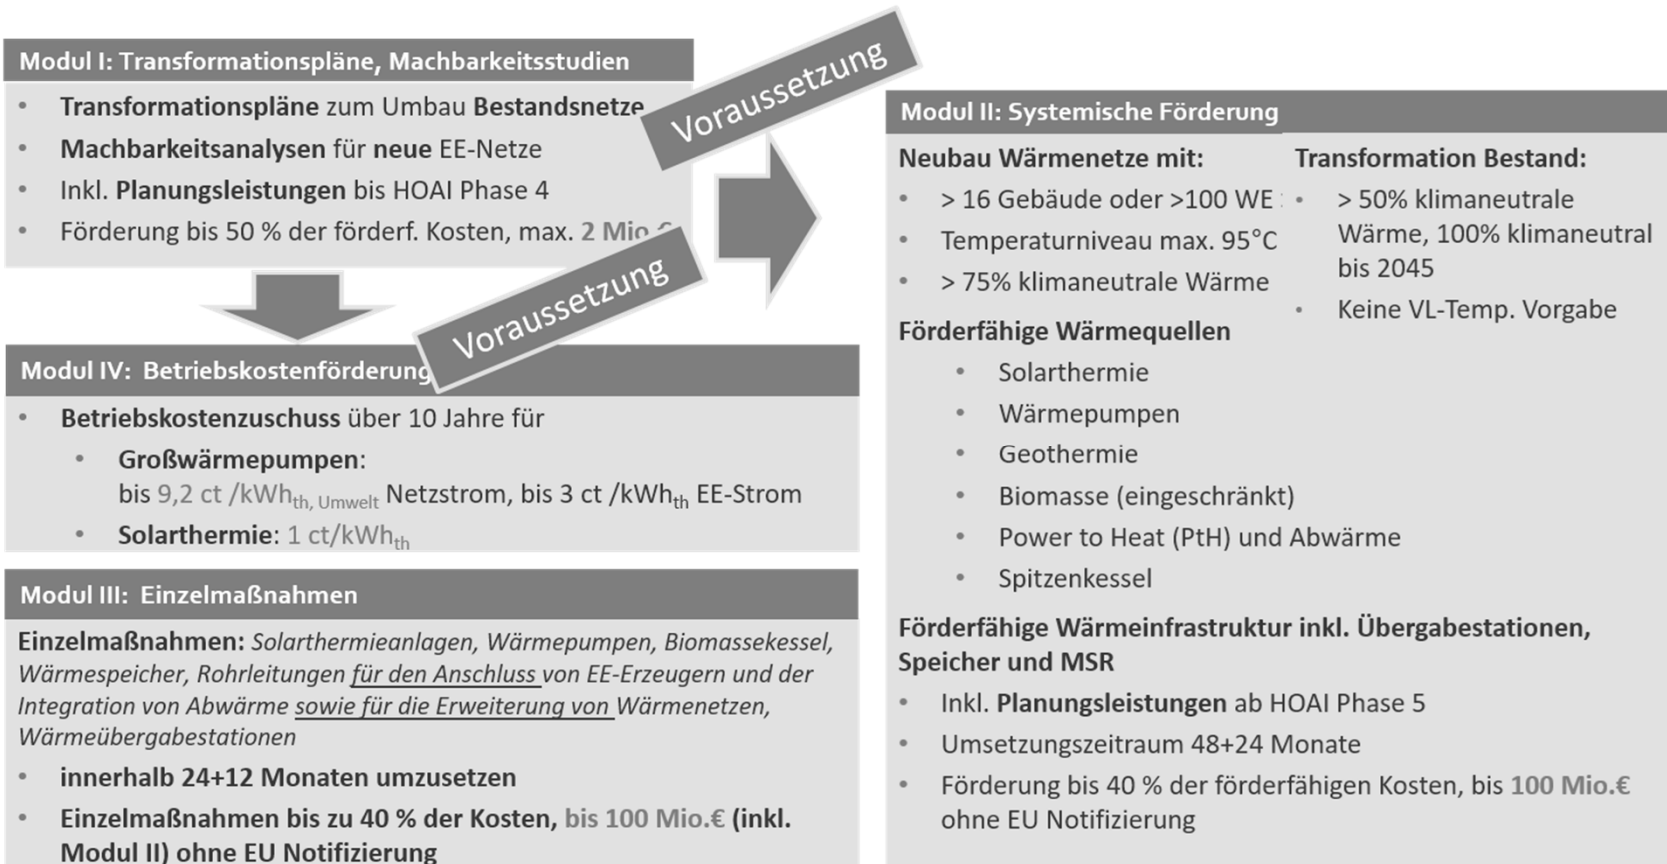 Modul I: Transformationspläne, Machbarkeitsstudien
• Transformationspläne zum Umbau Bestandsnetze
• Machbarkeitsanalysen für neue EE-Netze
• Inkl. Planungsleistungen bis HOAI Phase 4
• Förderung bis 50 % der förderf. Kosten, max. 2 Mio.€
Voraussetzung
Voraussetzung
Modul IV: Betriebskostenförderung
• Betriebskostenzuschuss über 10 Jahre für
• Großwärmepumpen:
bis 9,2 ct /kWhth, Umwelt Netzstrom, bis 3 ct /kWhth EE-Strom
• Solarthermie: 1 ct/kWhth
Modul III: Einzelmaßnahmen
Einzelmaßnahmen: Solarthermieanlagen, Wärmepumpen, Biomassekessel,
Wärmespeicher, Rohrleitungen für den Anschluss von EE-Erzeugern und der
Integration von Abwärme sowie für die Erweiterung von Wärmenetzen,
Wärmeübergabestationen
• innerhalb 24+12 Monaten umzusetzen
• Einzelmaßnahmen bis zu 40 % der Kosten, bis 100 Mio.€ (inkl.
Modul II) ohne EU Notifizierung
Modul II: Systemische Förderung
Neubau Wärmenetze mit:
• > 16 Gebäude oder >100 WE
• Temperaturniveau max. 95°C
• > 75% klimaneutrale Wärme
Transformation Bestand:
• > 50% klimaneutrale
Wärme, 100% klimaneutral
bis 2045
• Keine VL-Temp. Vorgabe
Förderfähige Wärmequellen
• Solarthermie
• Wärmepumpen
• Geothermie
• Biomasse (eingeschränkt)
• Power to Heat (PtH) und Abwärme
• Spitzenkessel
Förderfähige Wärmeinfrastruktur inkl. Übergabestationen,
Speicher und MSR
• Inkl. Planungsleistungen ab HOAI Phase 5
• Umsetzungszeitraum 48+24 Monate
• Förderung bis 40 % der förderfähigen Kosten, bis 100 Mio.€
ohne EU Notifizierung